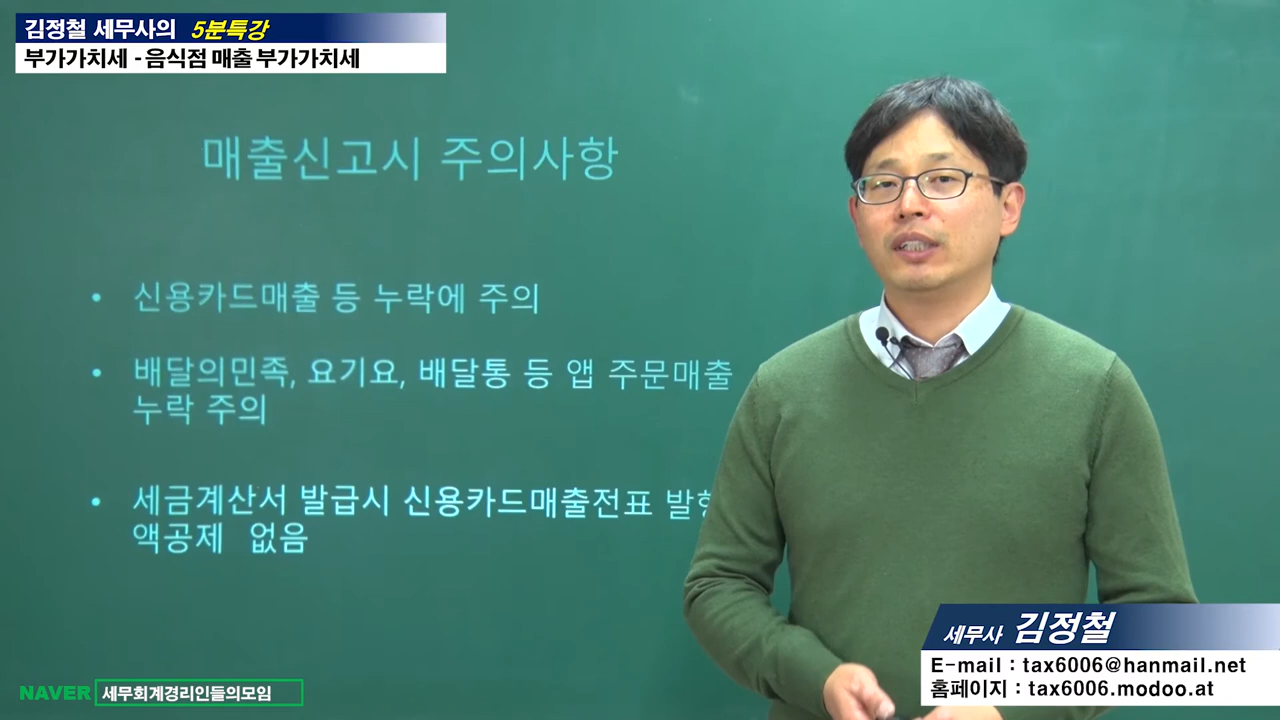 김정철 세무사의 5분특강
부가가치세 - 음식점 매출 부가가치세
매출신고시 주의사항
• 신용카드매출 등 누락에 주의
• 배달의민족, 요기요, 배달통 등 앱 주문매출
누락 주의
• 세금계산서 발급시 신용카드매출전표
액공제 없음
세무사 김정철
E-mail : tax6006@hanmail.net
홈페이지 : tax6006.modoo.at
NAVER 세무회계경리인들의모임